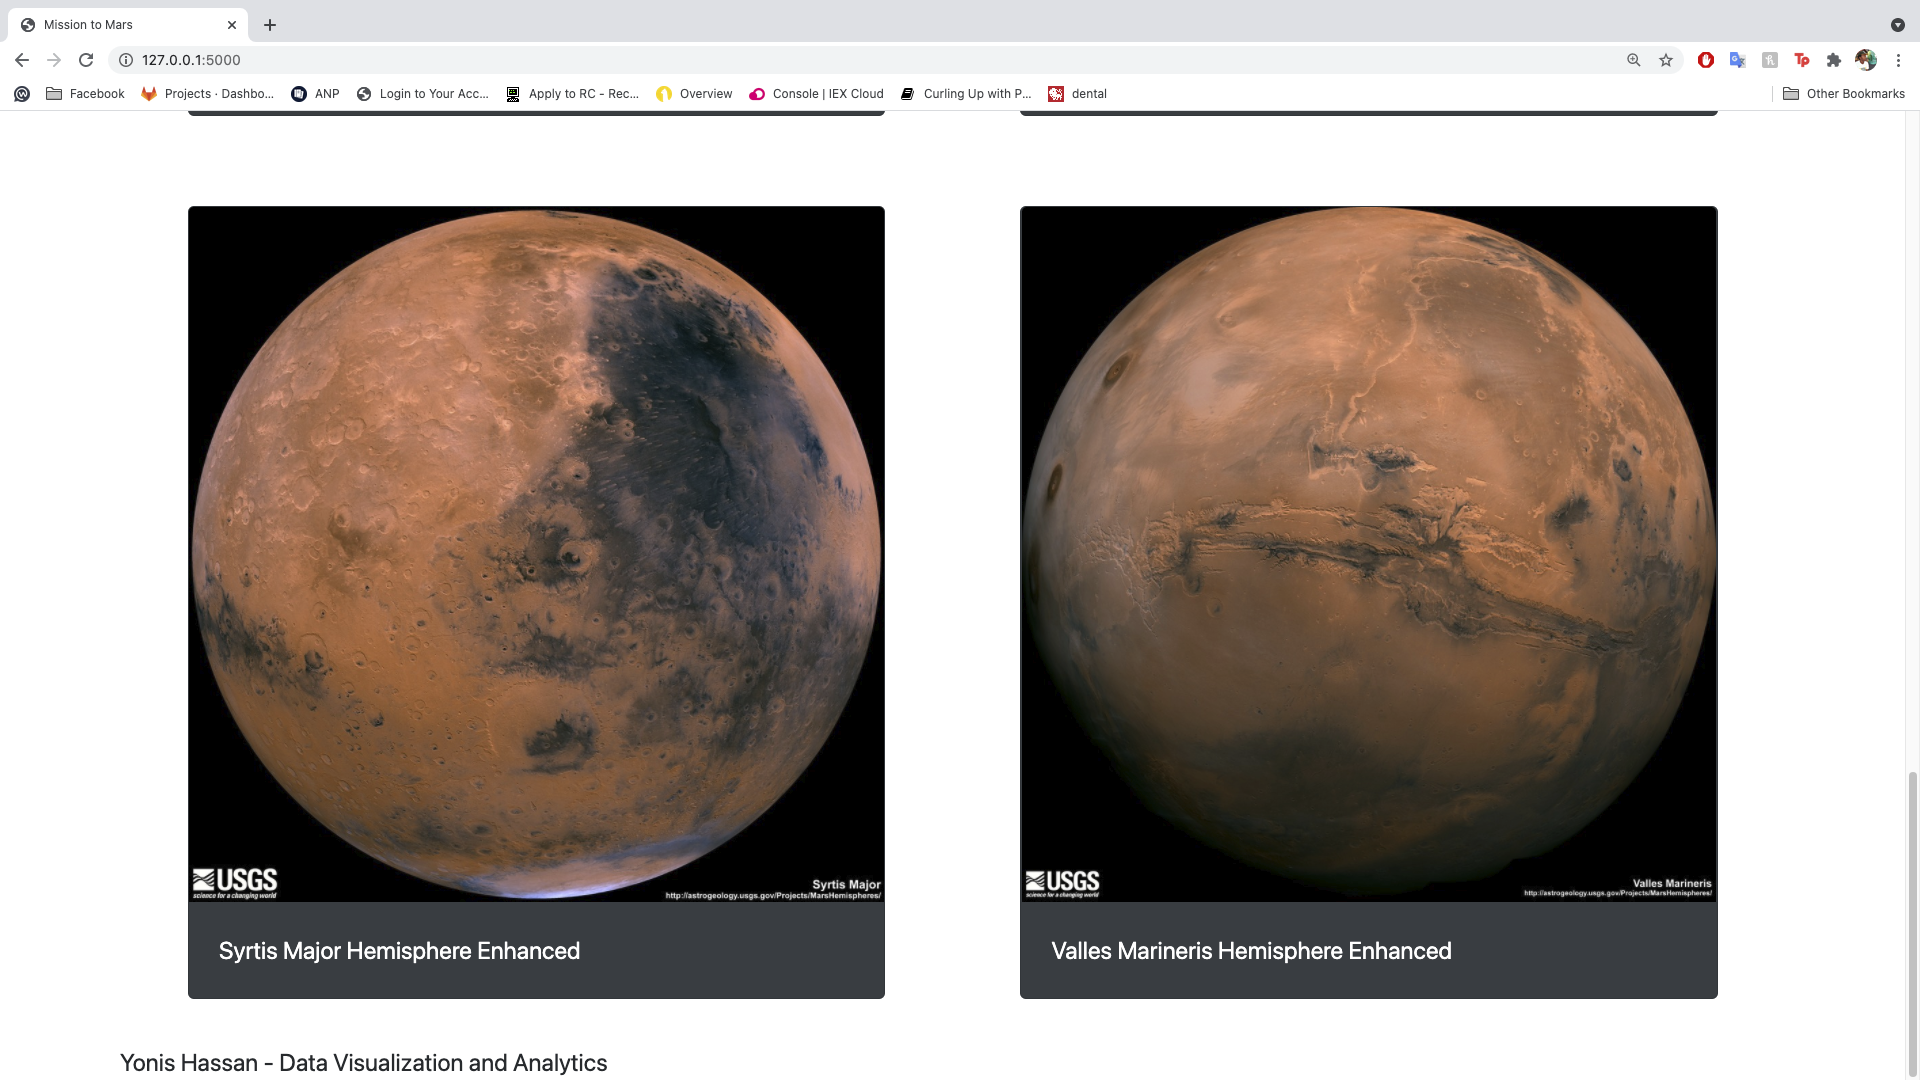 Mission to Mars
127.0.0.1:5000
Facebook
Projects · Dashbo...
ANP
Login to Your Acc...
Apply to RC - Rec...
Overview
Console | IEX Cloud
Curling Up with P...
dental
Other Bookmarks
USGS
science for a changing world
Syrtis Major
http://astrogeology.usgs.gov/Projects/MarsHemispheres/
USGS
science for a changing world
Valles Marineris
http://astrogeology.usgs.gov/Projects/MarsHemispheres/
Syrtis Major Hemisphere Enhanced
Valles Marineris Hemisphere Enhanced
Yonis Hassan - Data Visualization and Analytics